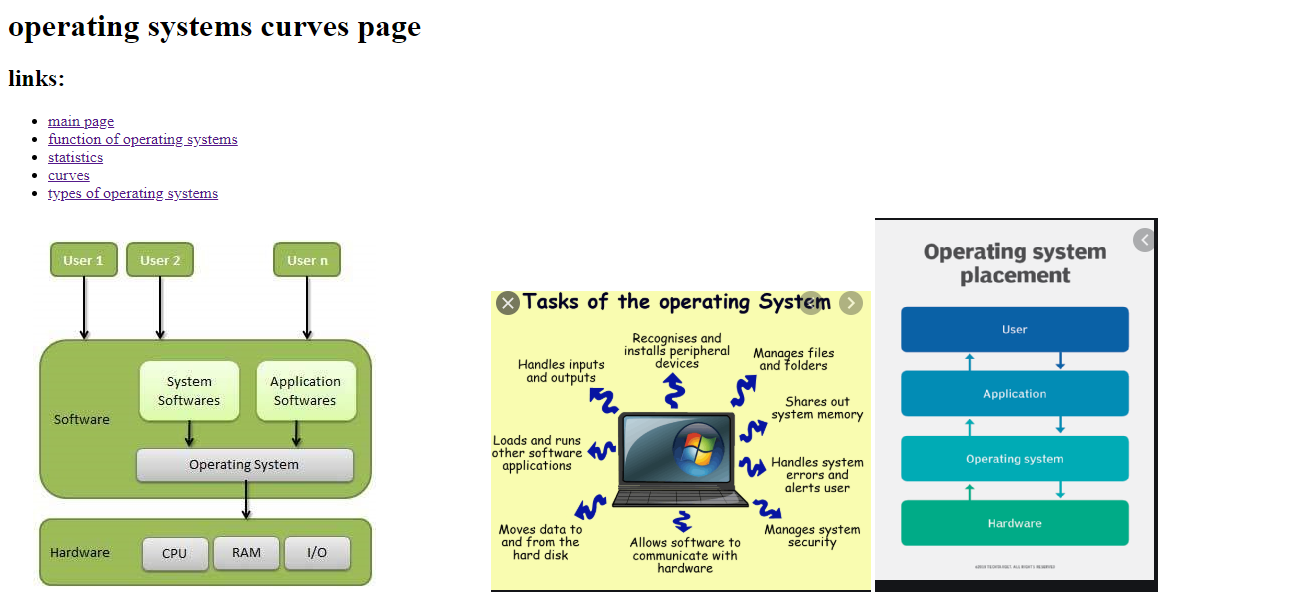 operating systems curves page
links:
main page
function of operating systems
statistics
curves
types of operating systems
User 1
User 2
User n
System
Softwares
Application
Softwares
Software
Operating System
Hardware
CPU
RAM
I/O
Tasks of the operating System
Recognises and
installs peripheral
devices
Manages files
and folders
Handles inputs
and outputs
Shares out
system memory
Loads and runs
other software
applications
Handles system
errors and
alerts user
Moves data to
and from the
hard disk
Allows software to
communicate with
hardware
Manages system
security
Operating system
placement
User
Application
Operating system
Hardware
ALL RIGHTS RESERVED